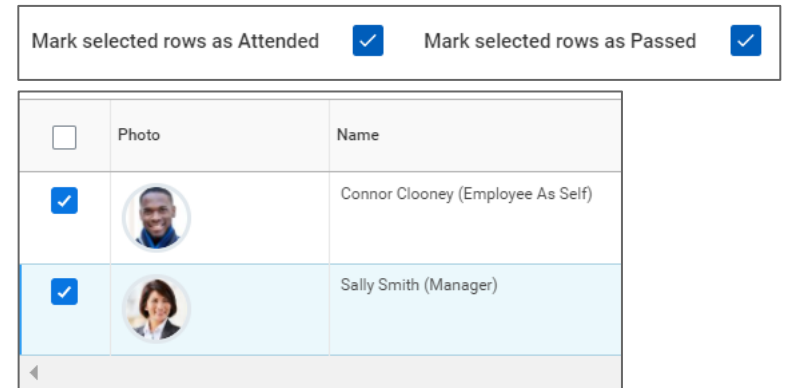 Mark selected rows as Attended Mark selected rows as Passed
Photo Name
Connor Clooney (Employee As Self)
Sally Smith (Manager)